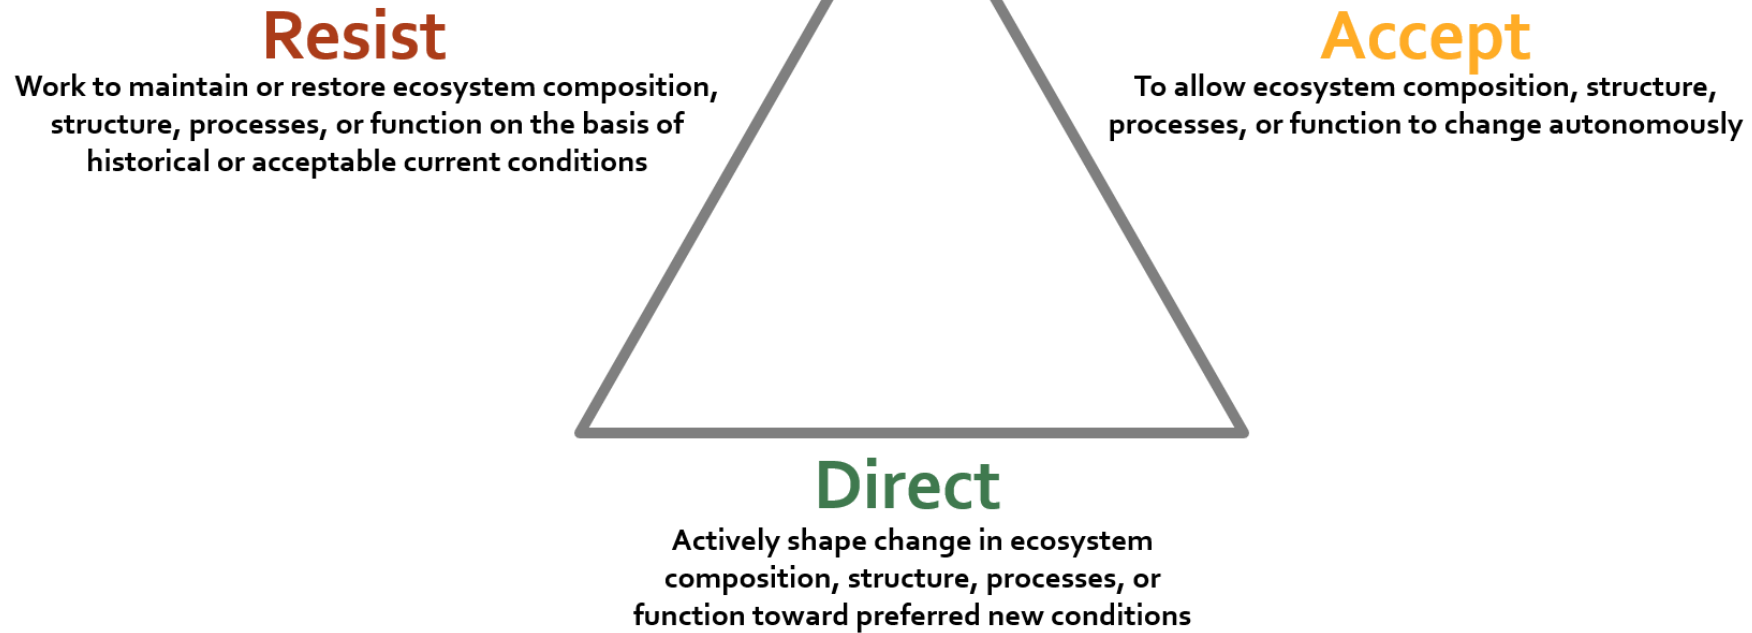 Resist
Work to maintain or restore ecosystem composition,
structure, processes, or function on the basis of
historical or acceptable current conditions
Accept
To allow ecosystem composition, structure,
processes, or function to change autonomously
Direct
Actively shape change in ecosystem
composition, structure, processes, or
function toward preferred new conditions